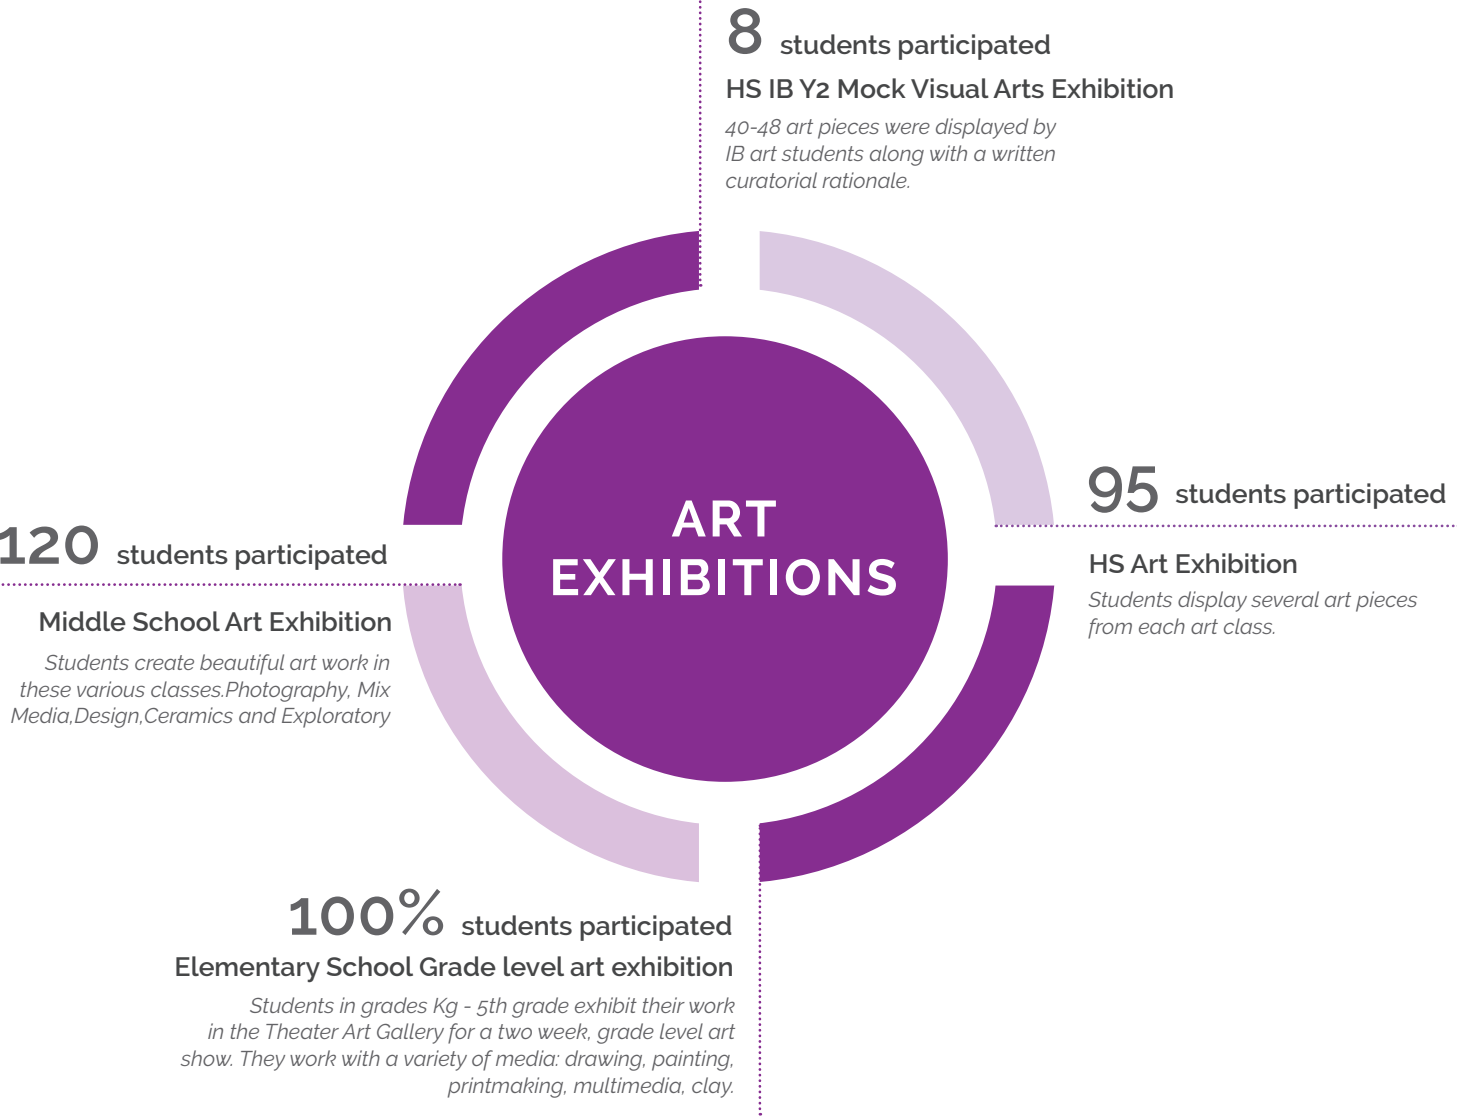 8 students participated
HS IB Y2 Mock Visual Arts Exhibition
40-48 art pieces were displayed by
IB art students along with a written
curatorial rationale.
ART
EXHIBITIONS
95 students participated
HS Art Exhibition
Students display several art pieces
from each art class.
120 students participated
Middle School Art Exhibition
Students create beautiful art work in
these various classes.Photography, Mix
Media,Design,Ceramics and Exploratory
100% students participated
Elementary School Grade level art exhibition
Students in grades Kg - 5th grade exhibit their work
in the Theater Art Gallery for a two week, grade level art
show. They work with a variety of media: drawing, painting,
printmaking, multimedia, clay.